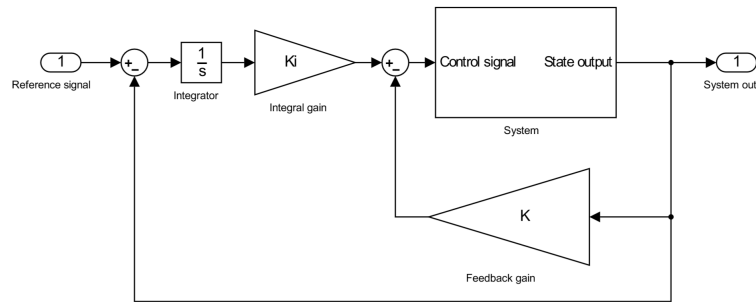 1
Reference signal
+
−
1
s
Integrator
Ki
Integral gain
+
−
Control signal
State output
System
1
System out
K
Feedback gain